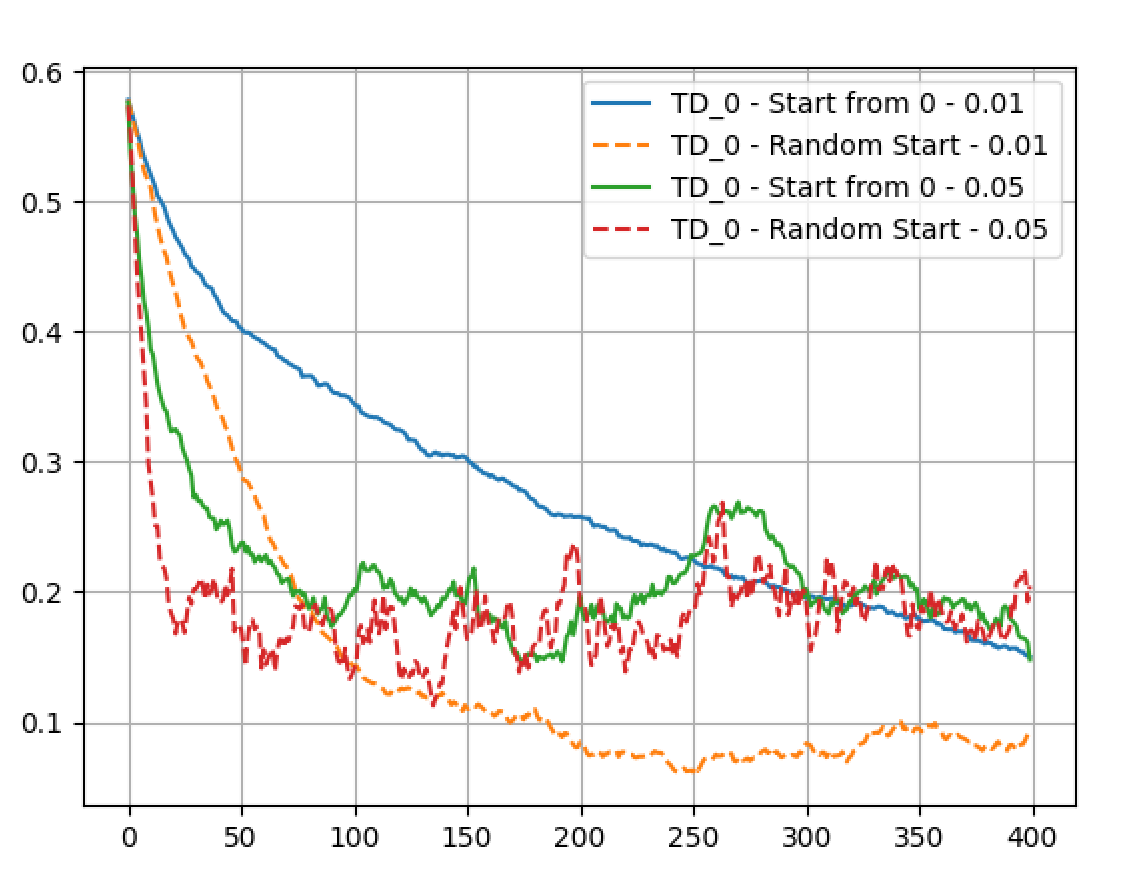 0.6
0.5
0.4
0.3
0.2
0.1
TD_0 - Start from 0 - 0.01
TD_0 - Random Start - 0.01
TD_0 - Start from 0 - 0.05
TD_0 - Random Start - 0.05
0 50 100 150 200 250 300 350 400